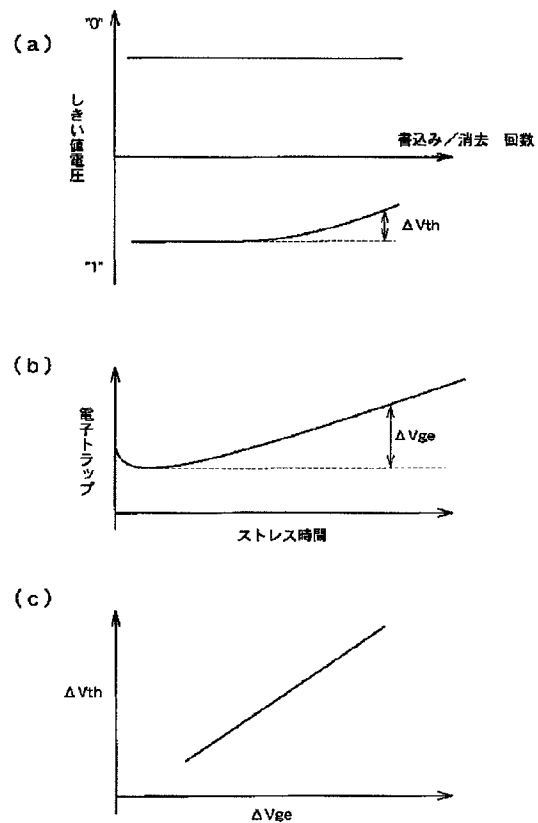 (a)
"0"
しきい値電圧
書込み/消去 回数
ΔVth
"1"
(b)
電子トラップ
ΔVge
ストレス時間
(c)
ΔVth
ΔVge